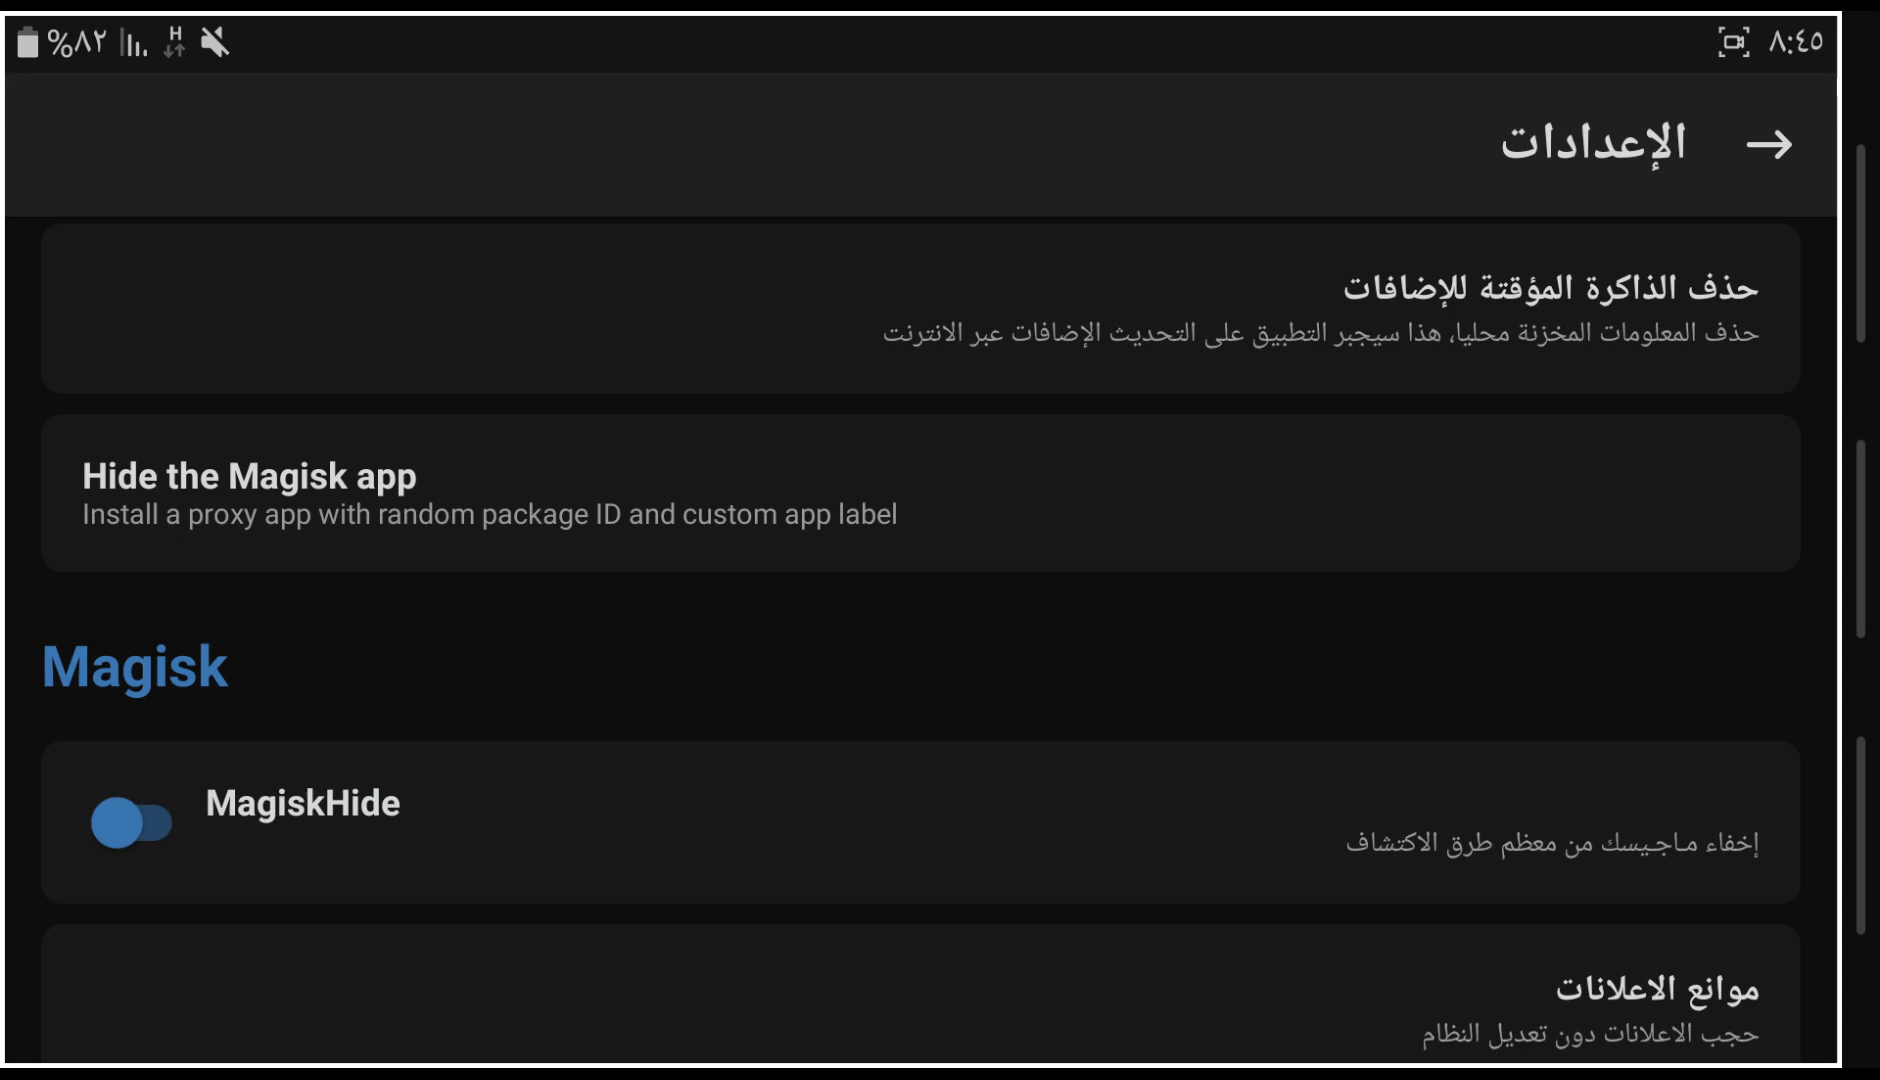 ٨:٤٥
%٨٢
H
الإعدادات
حذف الذاكرة المؤقتة للإضافات
حذف المعلومات المخزنة محليا، هذا سيجبر التطبيق على التحديث الإضافات عبر الانترنت
Hide the Magisk app
Install a proxy app with random package ID and custom app label
Magisk
MagiskHide
إخفاء مـاجـيسك من معظم طرق الاكتشاف
موانع الاعلانات
حجب الاعلانات دون تعديل النظام